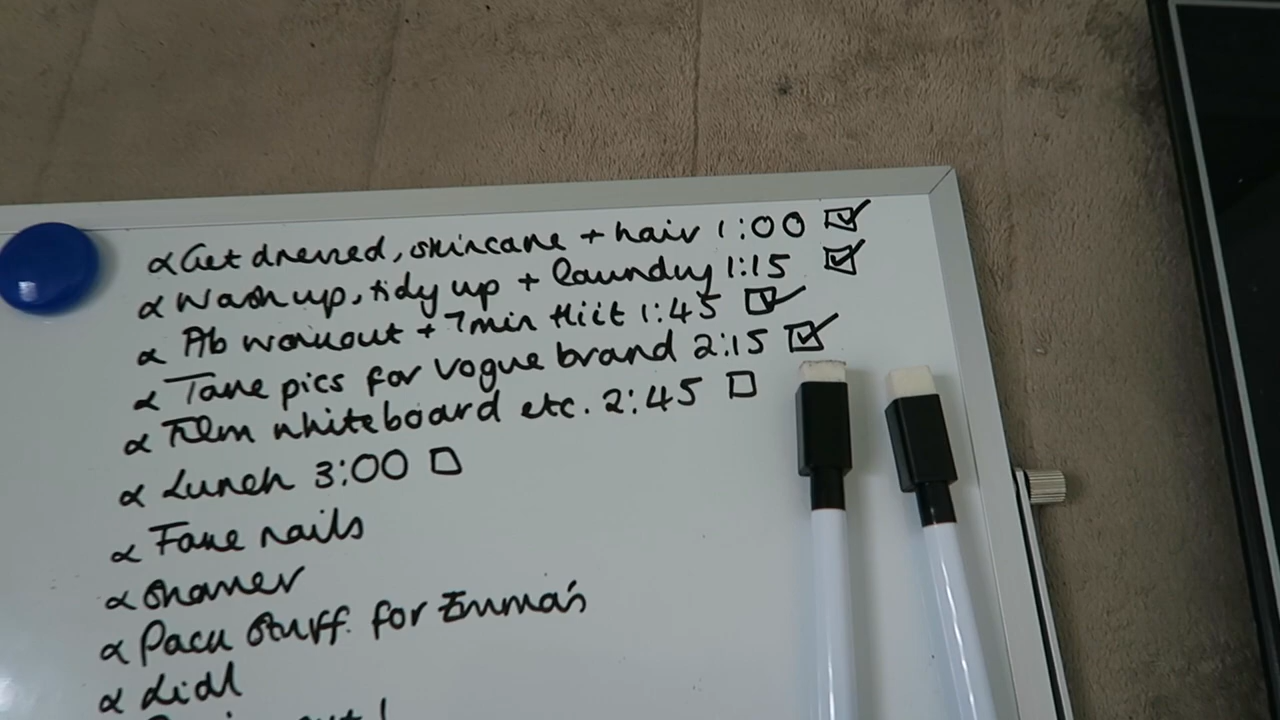 ∝ Get dressed, skincare + hair 1:00 ☑
∝ Wash up, tidy up + laundry 1:15 ☑
∝ Ab workout + 7min Hiit 1:45 ☑
∝ Take pics for vogue brand 2:15 ☑
∝ Film whiteboard etc. 2:45 ☐
∝ Lunch 3:00 ☐
∝ Fake nails
∝ Shower
∝ Pack stuff for Emma's
∝ Lidl